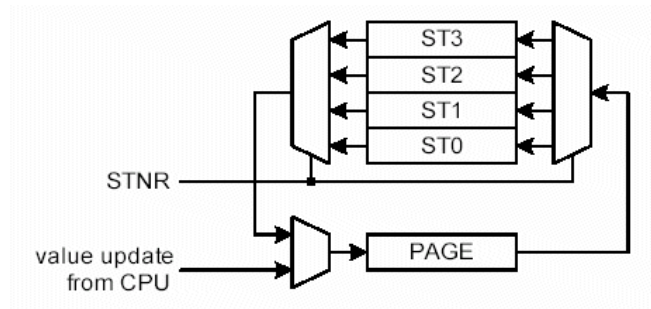 ST3
ST2
ST1
ST0
STNR
PAGE
value update
from CPU